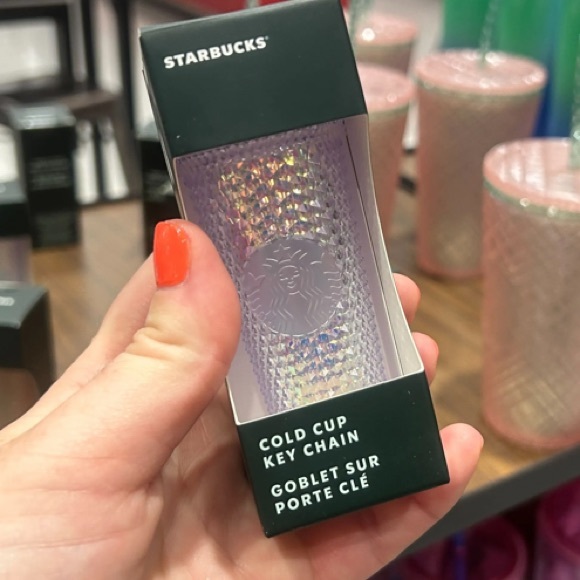 STARBUCKS®
COLD CUP
KEY CHAIN
GOBLET SUR
PORTE CLÉ